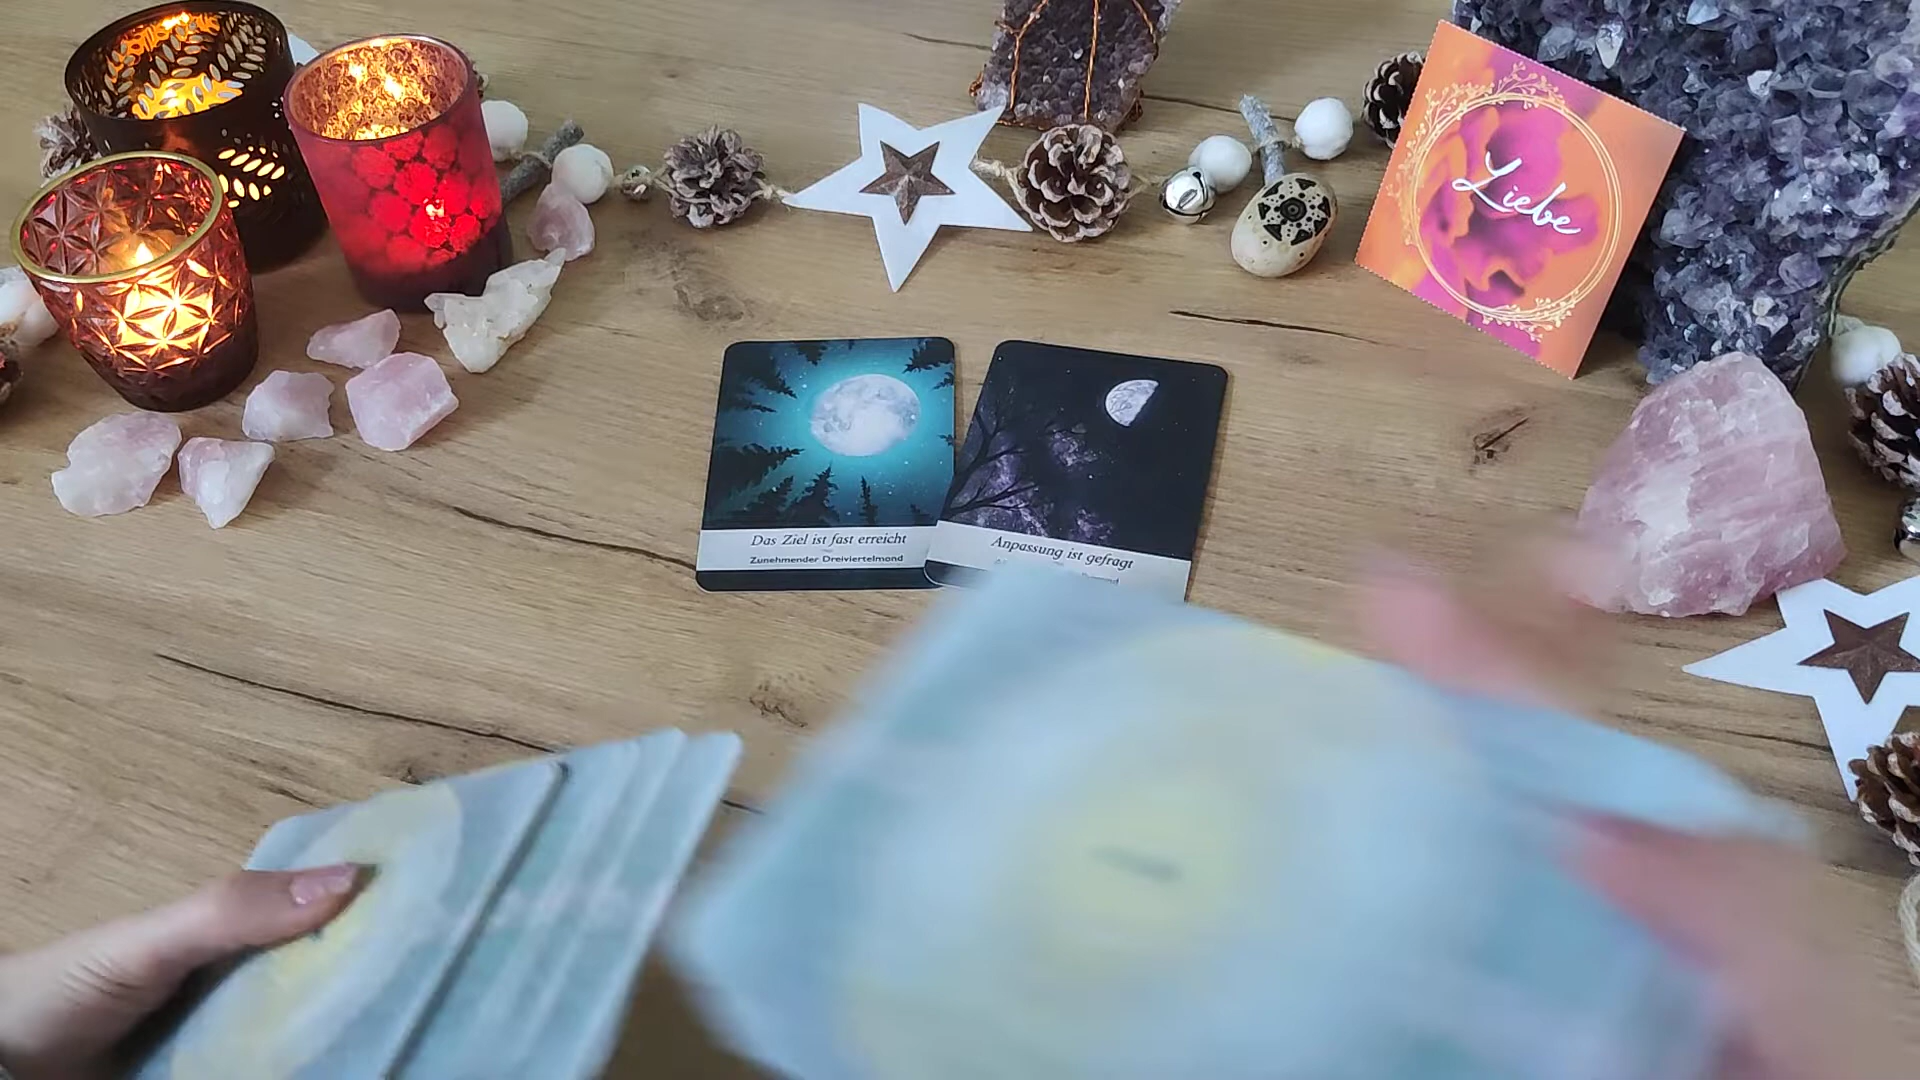 Liebe
Das Ziel ist fast erreicht
Zunehmender Dreiviertelmond
Anpassung ist gefragt